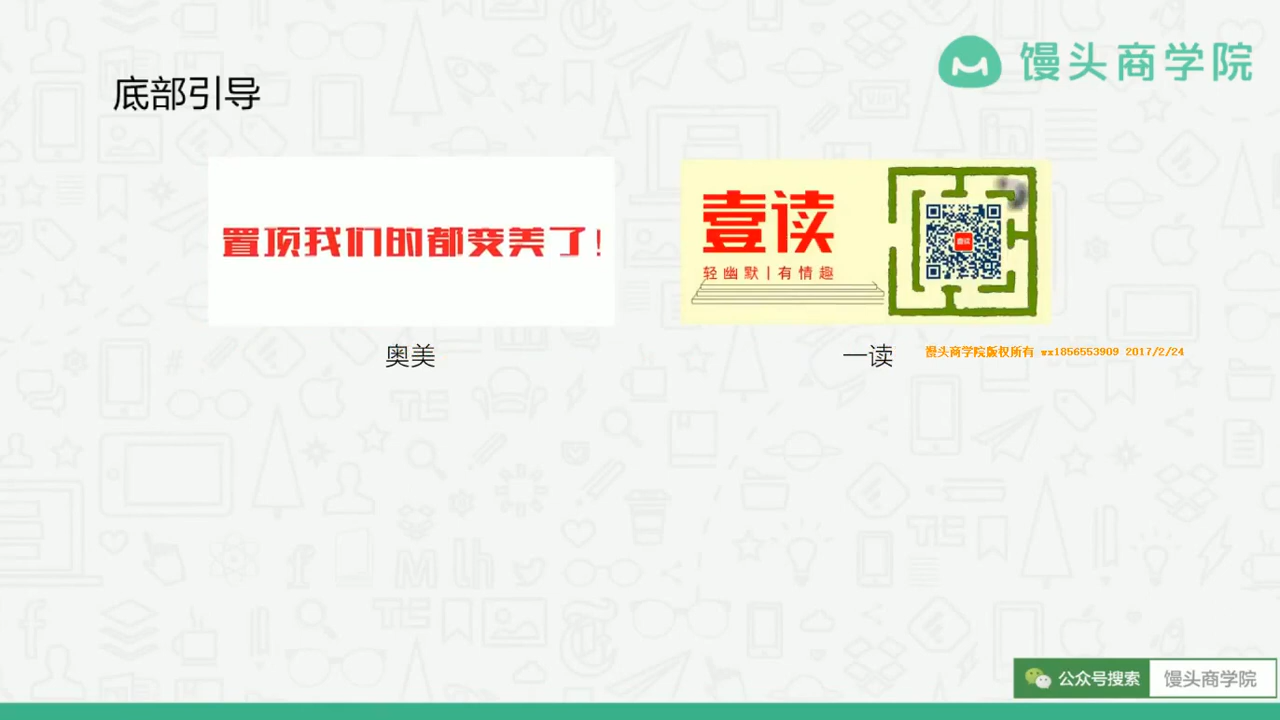 馒头商学院
底部引导
置顶我们的都变美了！
壹读
轻幽默|有情趣
壹读
奥美
一读
馒头商学院版权所有 wx1856553909 2017/2/24
公众号搜索 馒头商学院